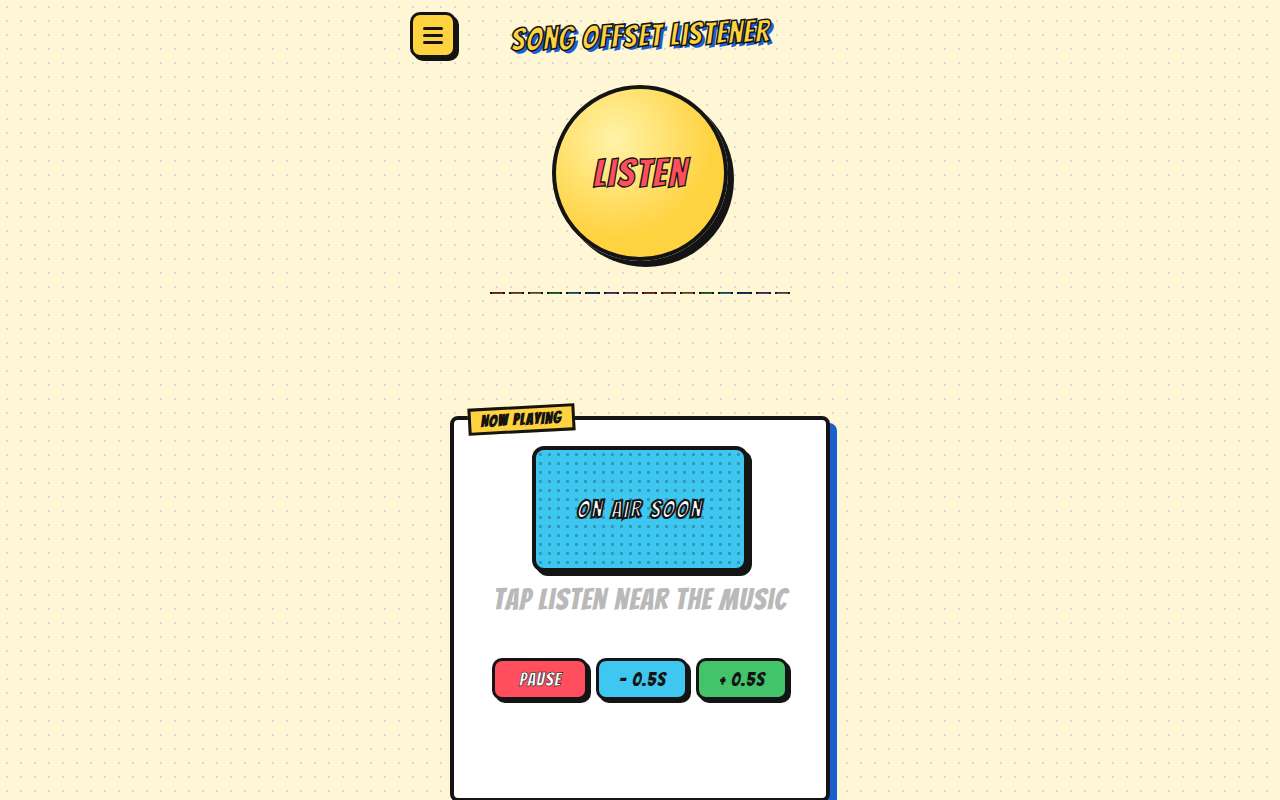 SONG OFFSET LISTENER
LISTEN
NOW PLAYING
ON AIR SOON
TAP LISTEN NEAR THE MUSIC
PAUSE
- 0.5S
+ 0.5S